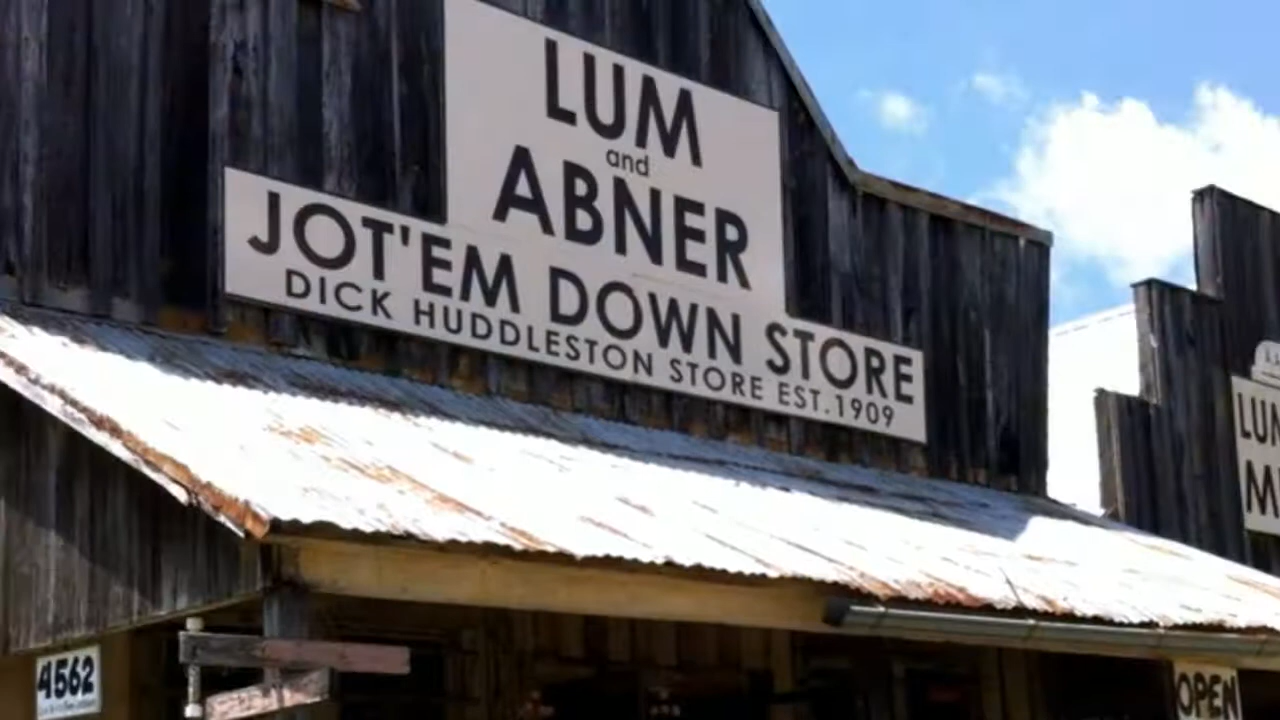 LUM
and
ABNER
JOT'EM DOWN STORE
DICK HUDDLESTON STORE EST.1909
4562
OPEN